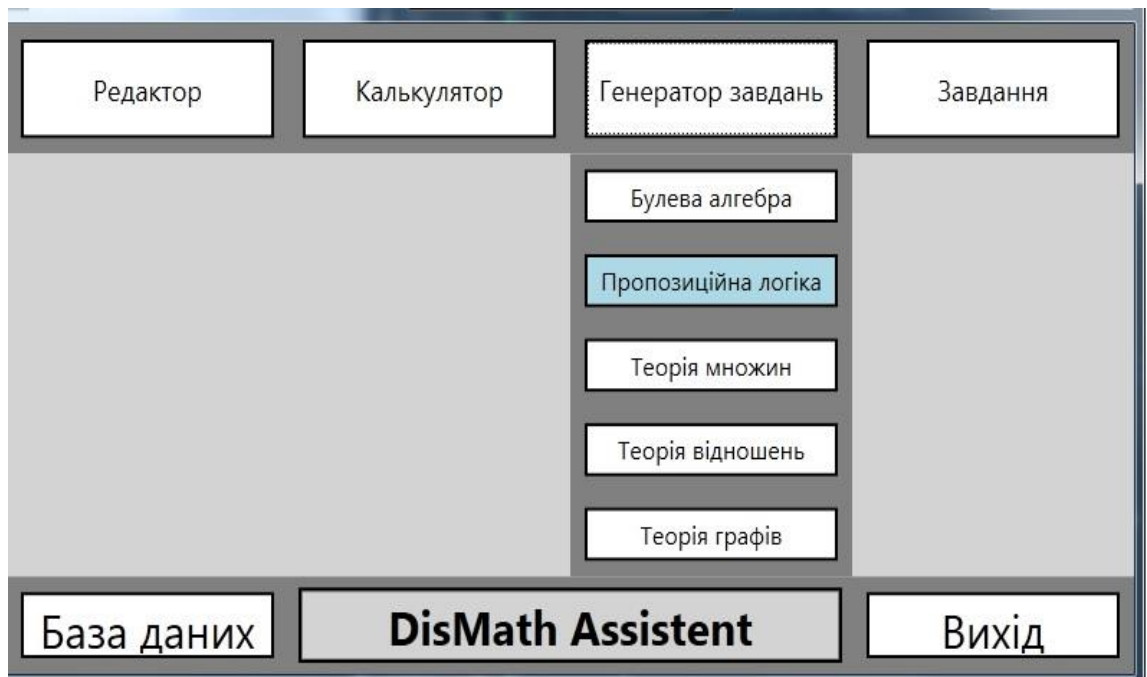 Редактор
Калькулятор
Генератор завдань
Завдання
Булева алгебра
Пропозиційна логіка
Теорія множин
Теорія відношень
Теорія графів
База даних
DisMath Assistent
Вихід